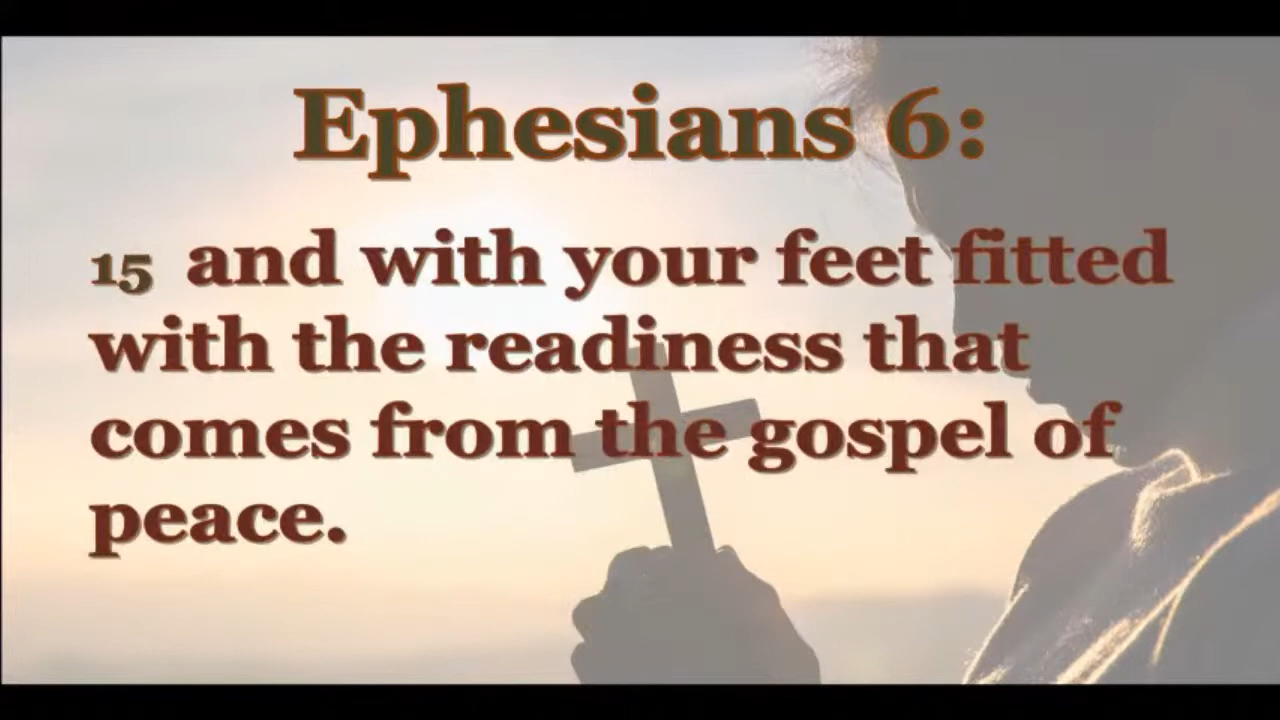 Ephesians 6:
15 and with your feet fitted
with the readiness that
comes from the gospel of
peace.